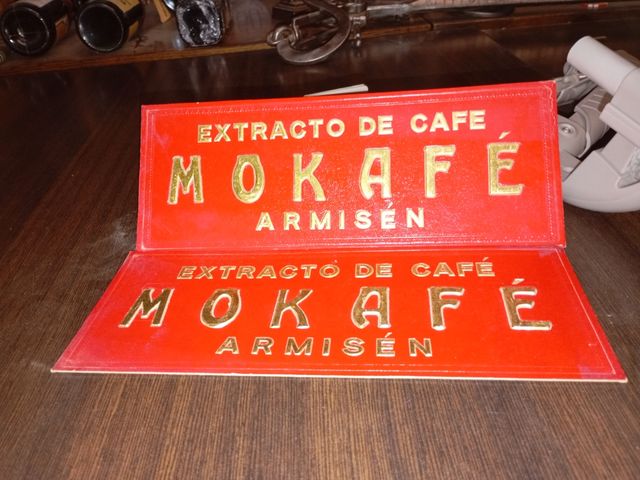 EXTRACTO DE CAFE
MOKAFÉ
ARMISÉN
EXTRACTO DE CAFÉ
MOKAFÉ
ARMISÉN